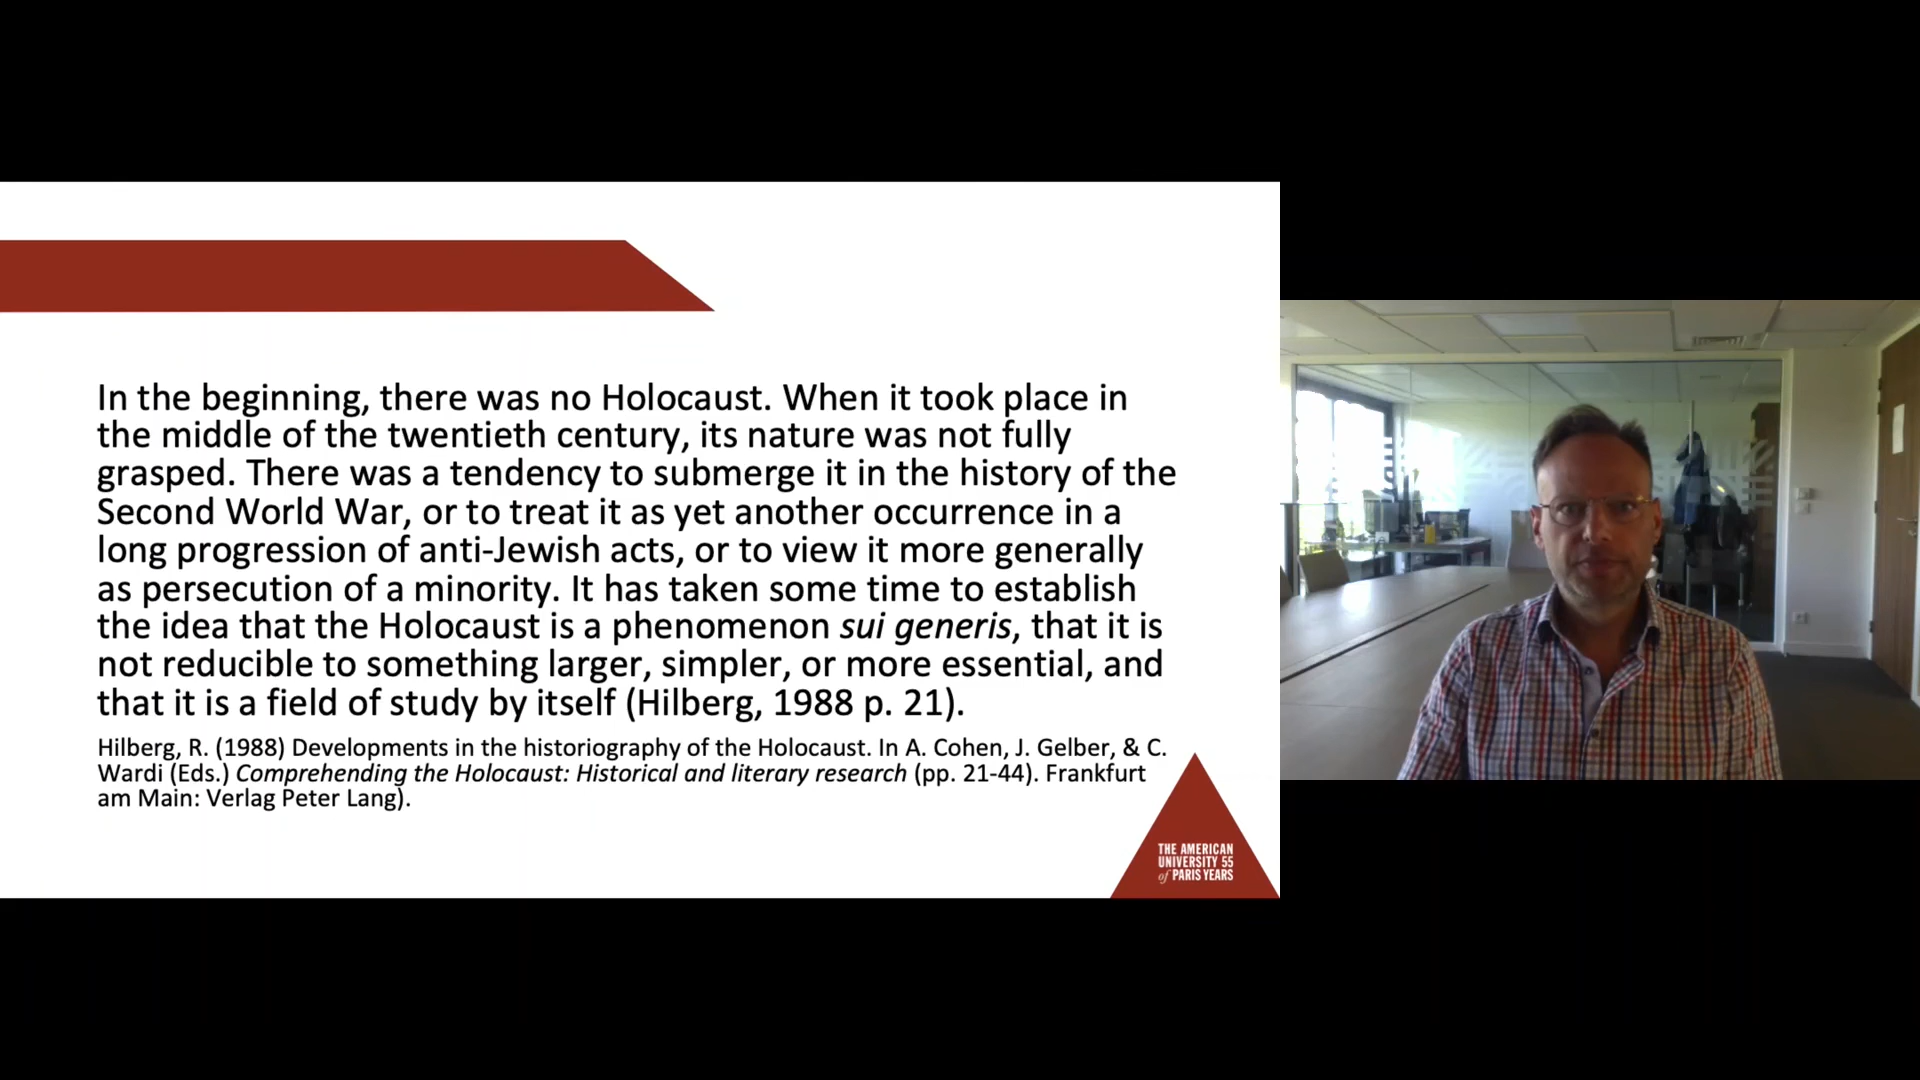 In the beginning, there was no Holocaust. When it took place in
the middle of the twentieth century, its nature was not fully
grasped. There was a tendency to submerge it in the history of the
Second World War, or to treat it as yet another occurrence in a
long progression of anti-Jewish acts, or to view it more generally
as persecution of a minority. It has taken some time to establish
the idea that the Holocaust is a phenomenon sui generis, that it is
not reducible to something larger, simpler, or more essential, and
that it is a field of study by itself (Hilberg, 1988 p. 21).
Hilberg, R. (1988) Developments in the historiography of the Holocaust. In A. Cohen, J. Gelber, & C.
Wardi (Eds.) Comprehending the Holocaust: Historical and literary research (pp. 21-44). Frankfurt
am Main: Verlag Peter Lang).
THE AMERICAN
UNIVERSITY 55
of PARIS YEARS